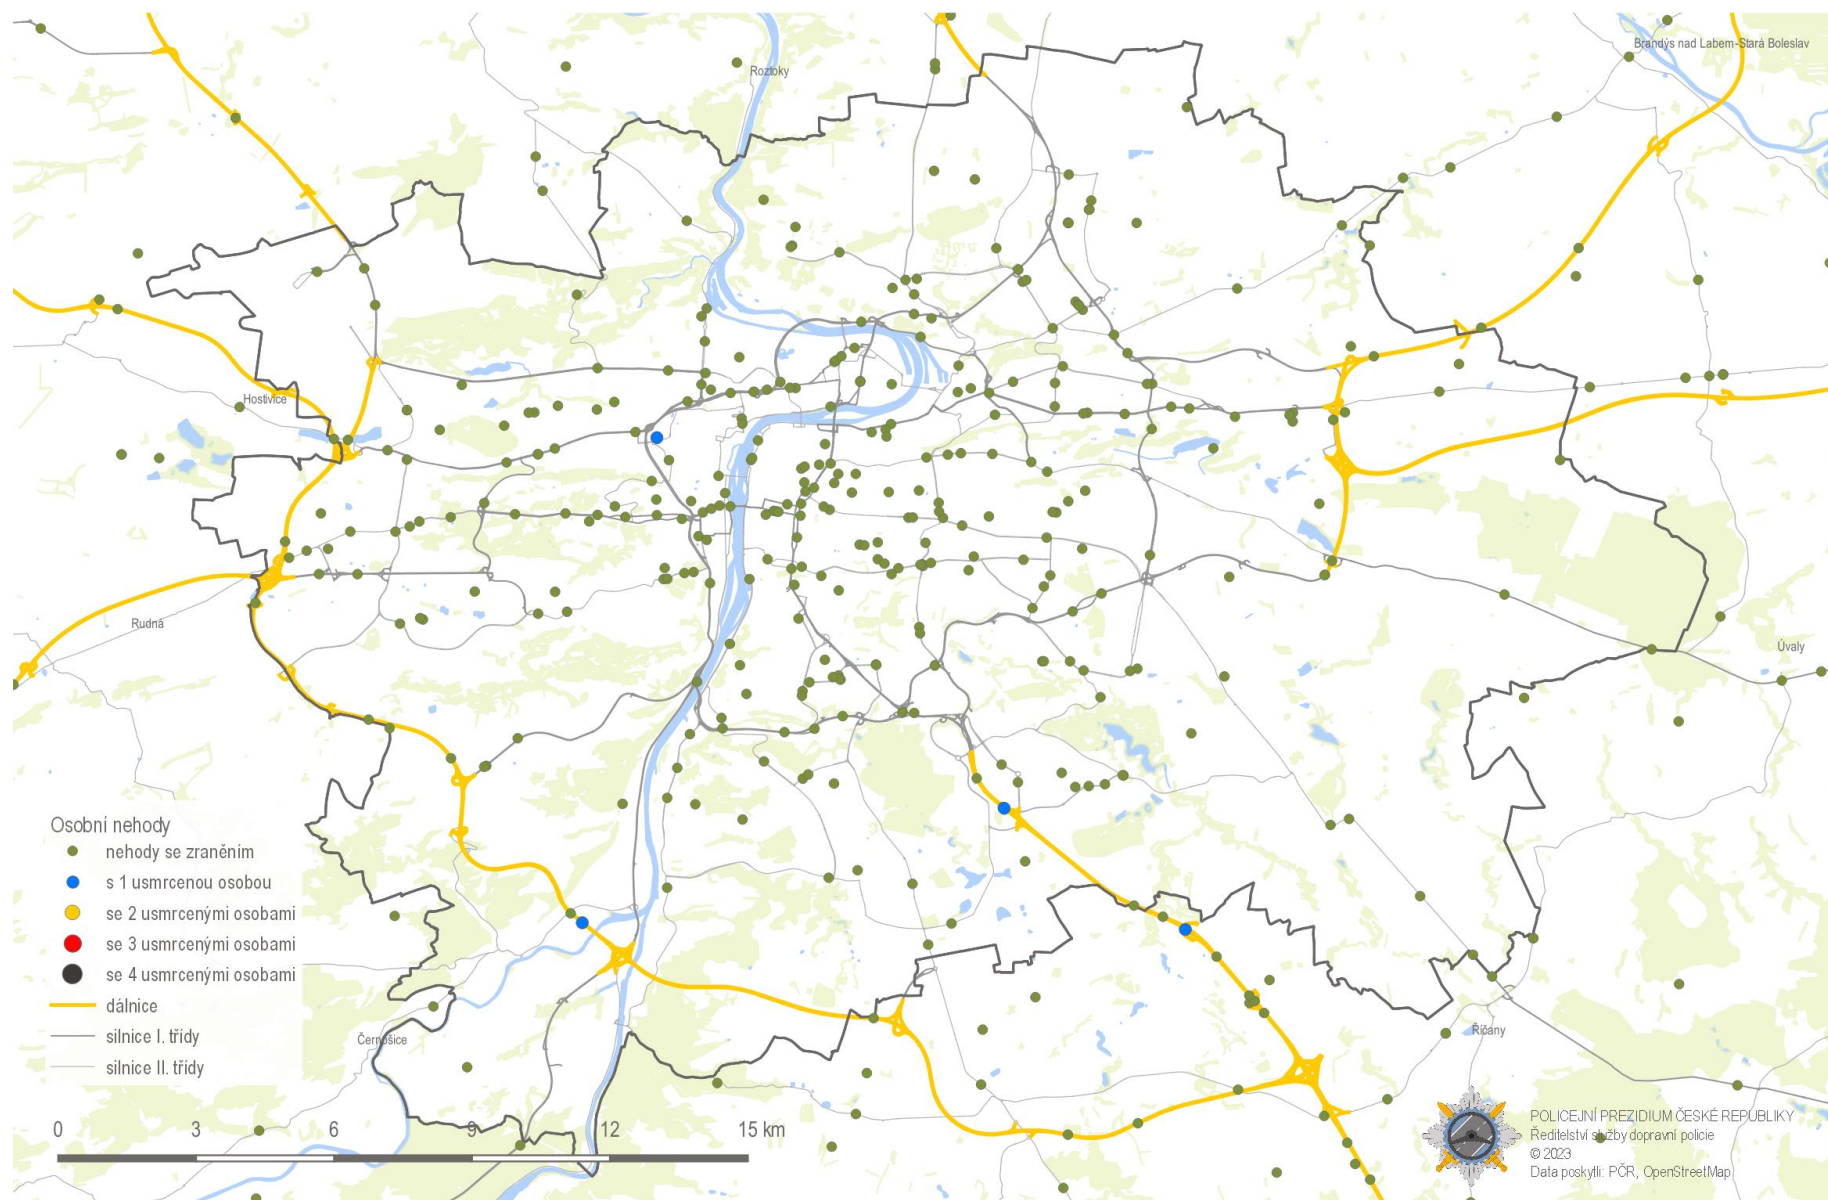 Brandýs nad Labem-Stará Boleslav
Roztoky
Hostivice
Rudná
Úvaly
Osobní nehody
nehody se zraněním
s 1 usmrcenou osobou
se 2 usmrcenými osobami
se 3 usmrcenými osobami
se 4 usmrcenými osobami
dálnice
silnice I. třídy
silnice II. třídy
Černošice
Říčany
0 3 6 9 12 15 km
POLICEJNÍ PREZIDIUM ČESKÉ REPUBLIKY
Ředitelství služby dopravní policie
© 2023
Data poskytli: PČR, OpenStreetMap